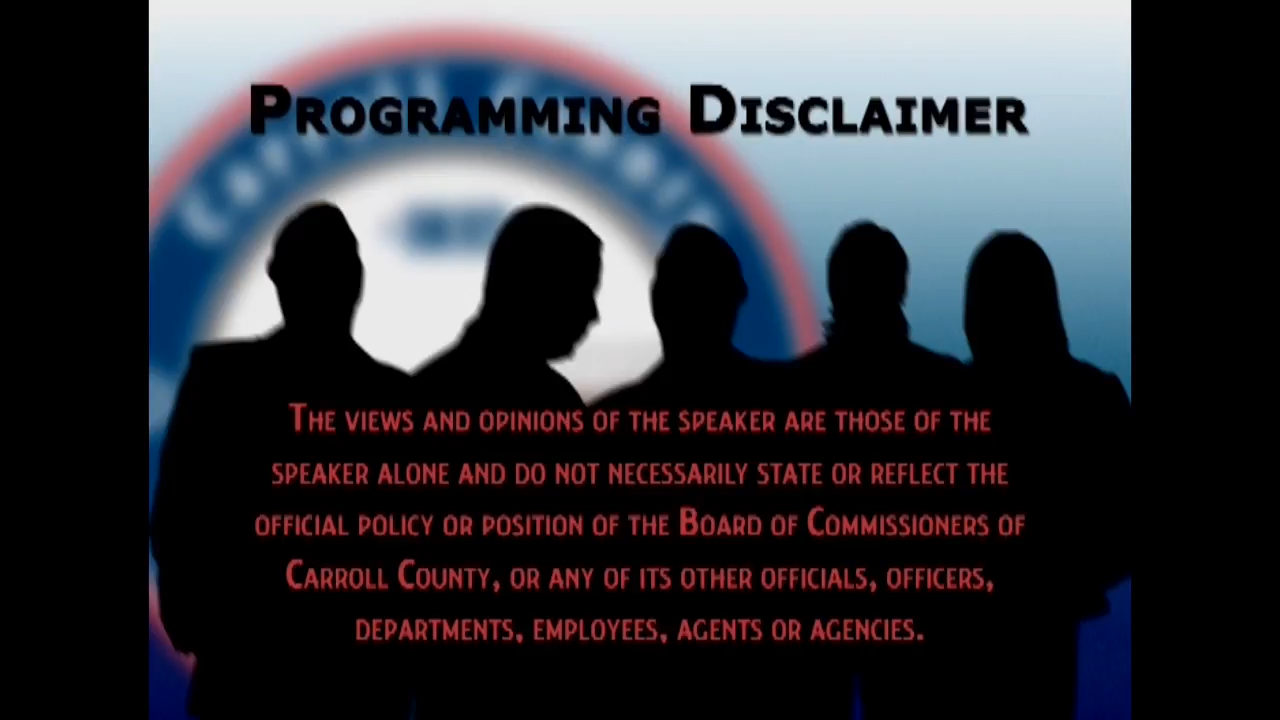 Carroll County
PROGRAMMING DISCLAIMER
THE VIEWS AND OPINIONS OF THE SPEAKER ARE THOSE OF THE
SPEAKER ALONE AND DO NOT NECESSARILY STATE OR REFLECT THE
OFFICIAL POLICY OR POSITION OF THE BOARD OF COMMISSIONERS OF
CARROLL COUNTY, OR ANY OF ITS OTHER OFFICIALS, OFFICERS,
DEPARTMENTS, EMPLOYEES, AGENTS OR AGENCIES.